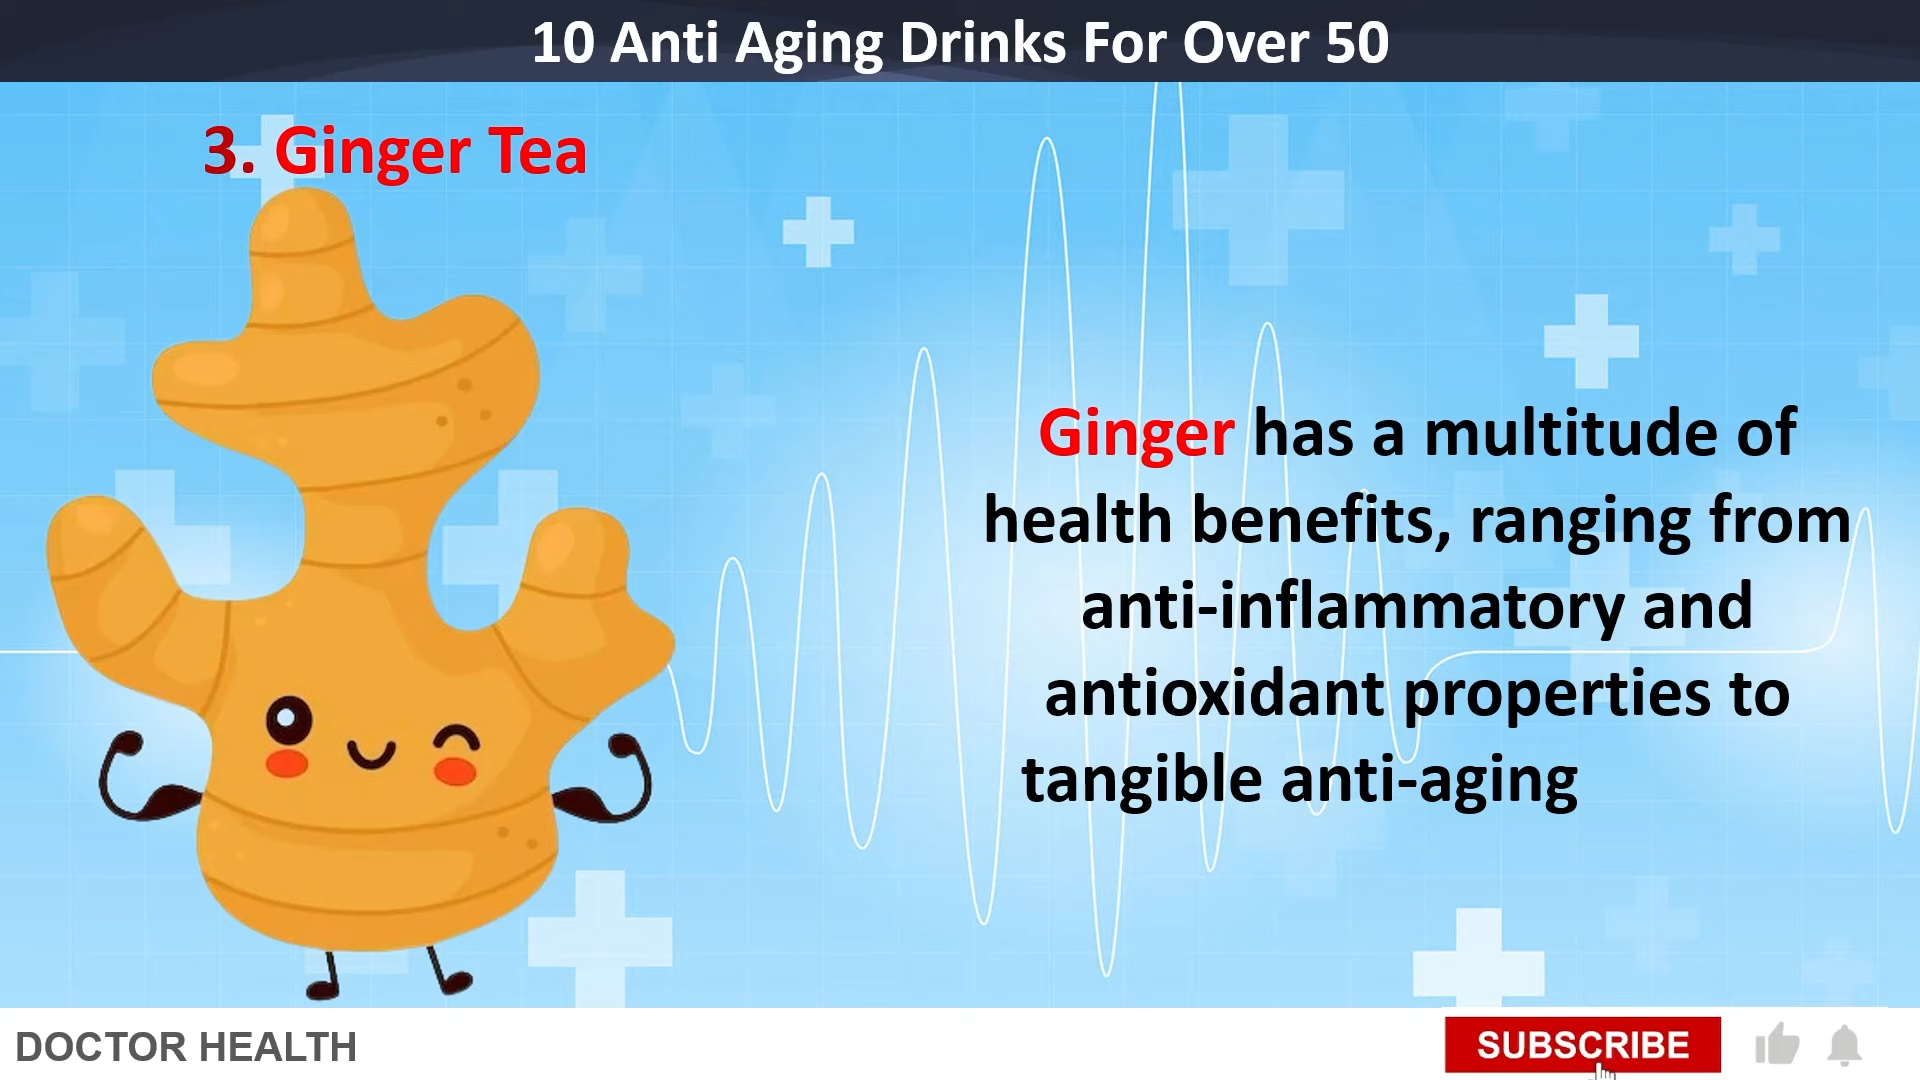 10 Anti Aging Drinks For Over 50
3. Ginger Tea
Ginger has a multitude of
health benefits, ranging from
anti-inflammatory and
antioxidant properties to
tangible anti-aging
DOCTOR HEALTH
SUBSCRIBE